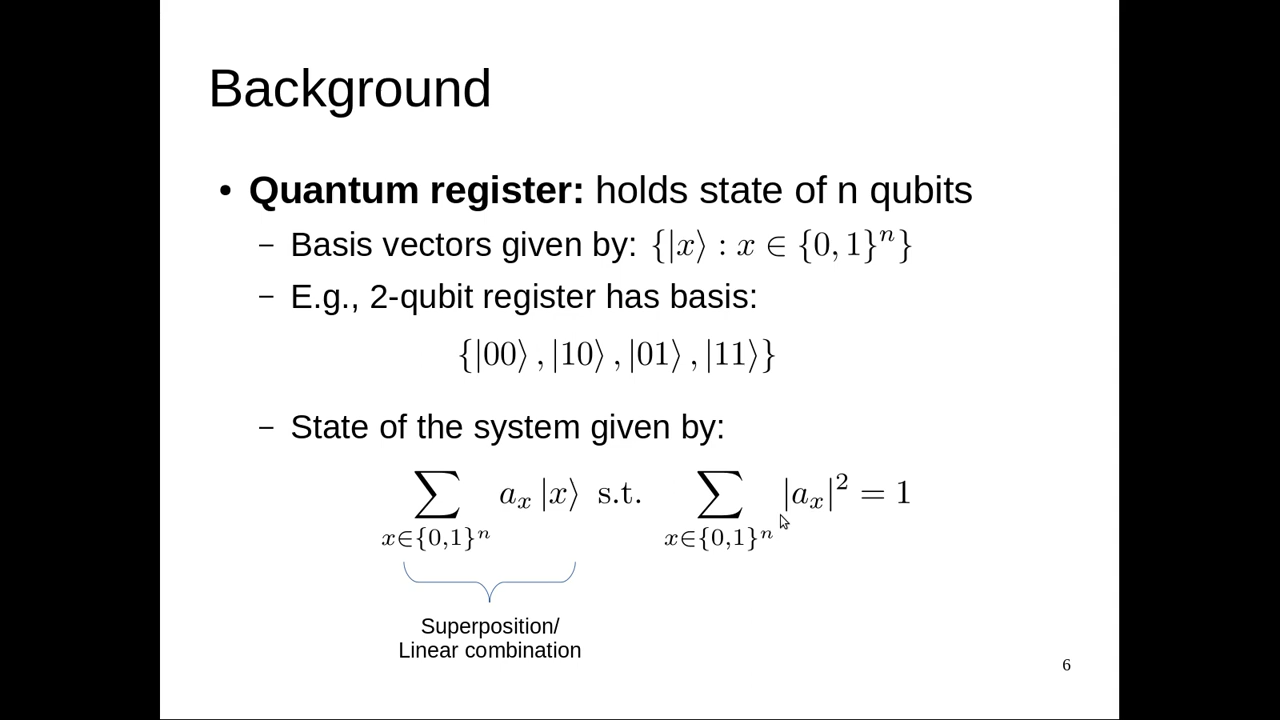 Background
• Quantum register: holds state of n qubits
– Basis vectors given by: {|x⟩ : x ∈ {0, 1}ⁿ}
– E.g., 2-qubit register has basis:
{|00⟩ , |10⟩ , |01⟩ , |11⟩}
– State of the system given by:
∑ aₓ |x⟩ s.t. ∑ |aₓ|² = 1
x∈{0,1}ⁿ x∈{0,1}ⁿ
Superposition/
Linear combination
6